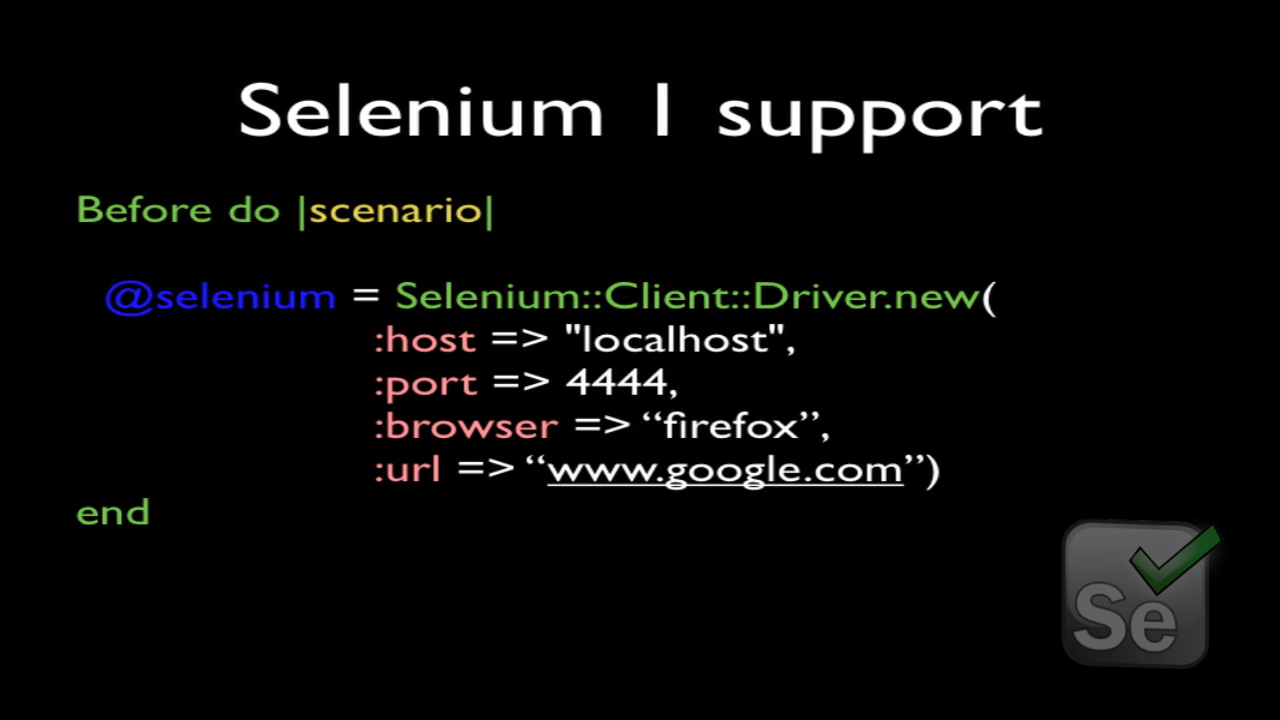 Selenium 1 support
Before do |scenario|
@selenium = Selenium::Client::Driver.new(
:host => "localhost",
:port => 4444,
:browser => “firefox”,
:url => “www.google.com”)
end
Se